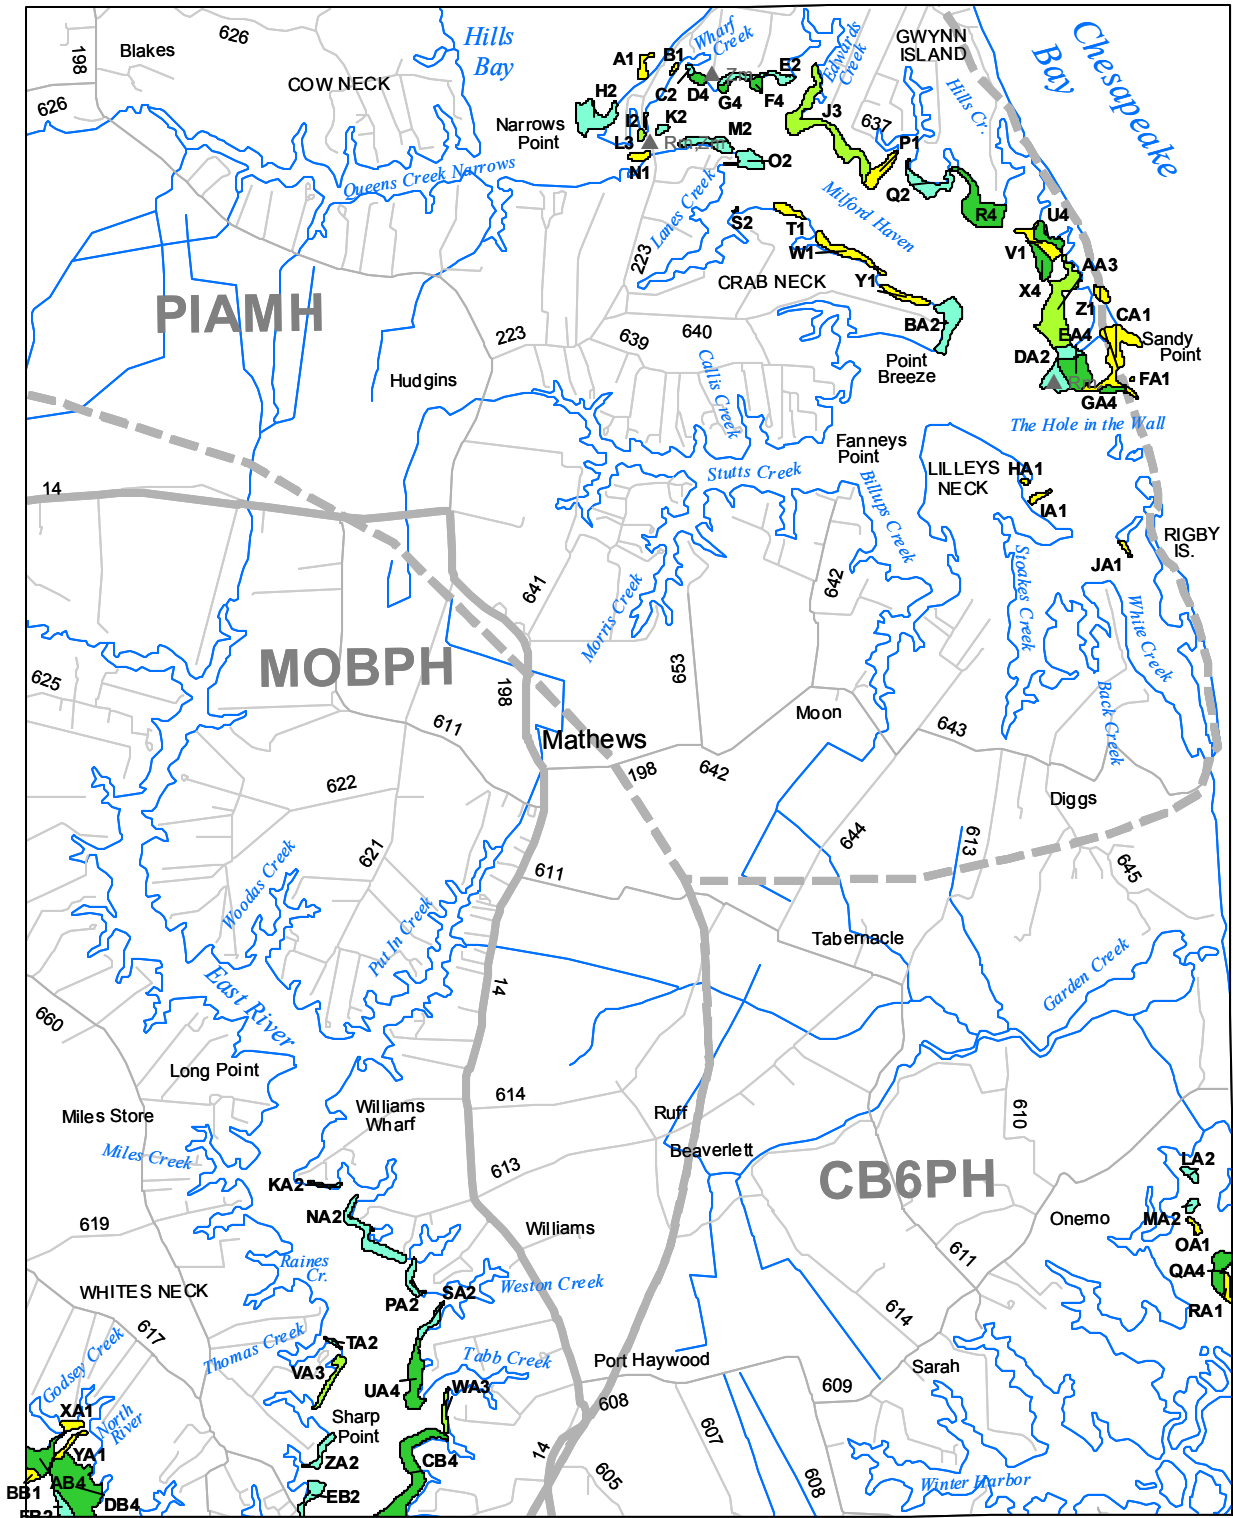 626
Hills
Bay
Wharf
Creek
Edwards
Creek
GWYNN
ISLAND
Chesapeake
Bay
198
Blakes
COW NECK
626
A1
B1
C2
D4
G4
F4
E2
H2
I2
K2
L3
M2
N1
O2
J3
637
P1
Hills Cr.
Narrows
Point
Queens Creek Narrows
Q2
R4
Lanes Creek
Milford Haven
S2
T1
U4
V1
W1
X4
Y1
AA3
Z1
CA1
223
CRAB NECK
PIAMH
BA2
EA4
Sandy
Point
DA2
223
639
640
Point
Breeze
FA1
GA4
Hudgins
Callis Creek
The Hole in the Wall
Fanneys
Point
Stutts Creek
LILLEYS
NECK
HA1
IA1
14
Billups Creek
RIGBY
IS.
JA1
641
Morris Creek
642
Stoakes Creek
White Creek
MOBPH
625
653
198
611
Moon
643
Back Creek
Mathews
198
642
622
Diggs
644
613
645
621
611
Woodas Creek
Put In Creek
Tabernacle
Garden Creek
East River
14
660
Long Point
614
Miles Store
Williams
Wharf
Ruff
610
Beaverlett
Miles Creek
613
CB6PH
LA2
KA2
NA2
619
Williams
Onemo
MA2
OA1
Raines
Cr.
611
QA4
WHITES NECK
PA2
SA2
Weston Creek
RA1
617
614
Godsey Creek
Thomas Creek
TA2
VA3
Tabb Creek
Port Haywood
Sarah
UA4
WA3
609
608
XA1
North
River
Sharp
Point
607
YA1
ZA2
CB4
14
605
608
Winter Harbor
BB1
AB4
DB4
EB2